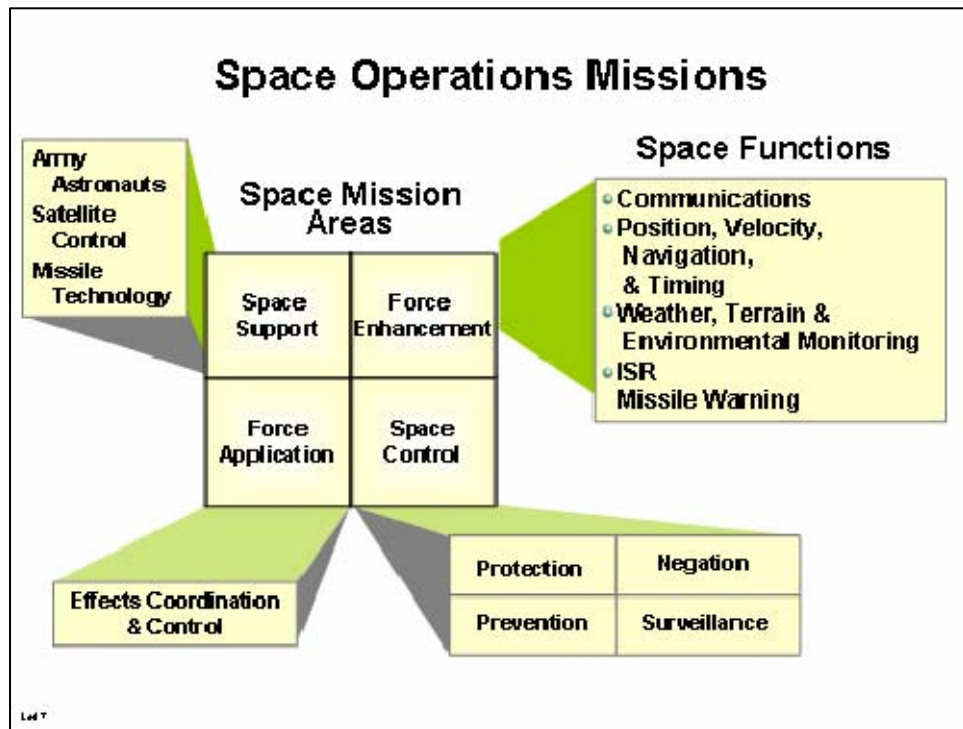 Space Operations Missions
Army
Astronauts
Satellite
Control
Missile
Technology
Space Mission
Areas
Space
Support
Force
Enhancement
Force
Application
Space
Control
Space Functions
Communications
Position, Velocity,
Navigation,
& Timing
Weather, Terrain &
Environmental Monitoring
ISR
Missile Warning
Effects Coordination
& Control
Protection
Negation
Prevention
Surveillance